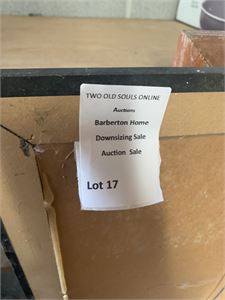 TWO OLD SOULS ONLINE
Auctions
Barberton Home
Downsizing Sale
Auction Sale
Lot 17